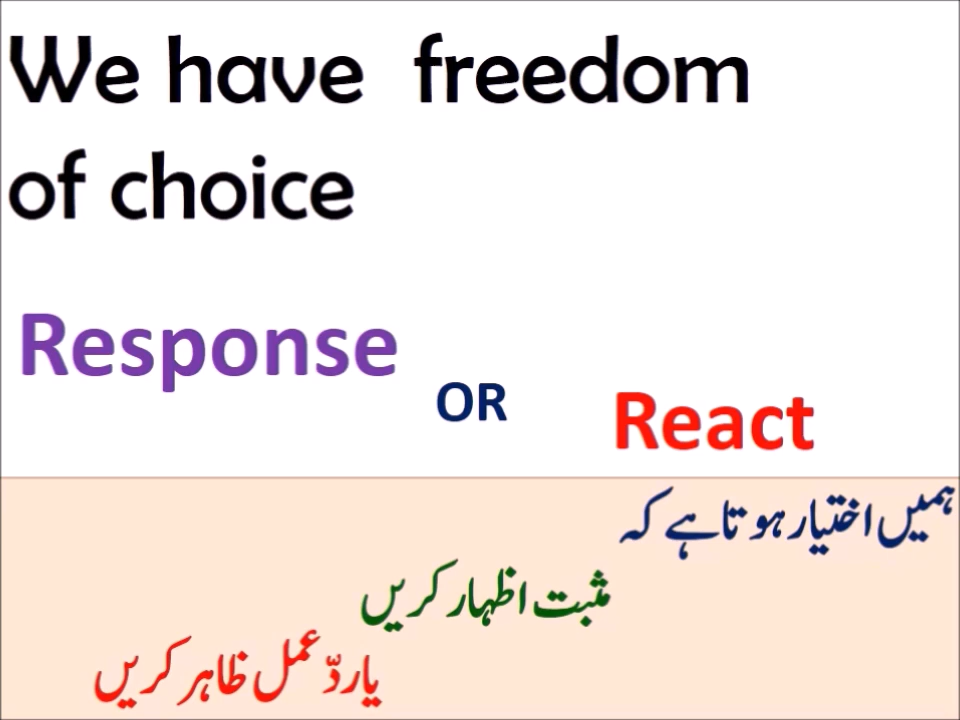 We have freedom
of choice
Response
OR
React
ہمیں اختیار ہوتا ہے کہ
مثبت اظہار کریں
یا ردّ عمل ظاہر کریں